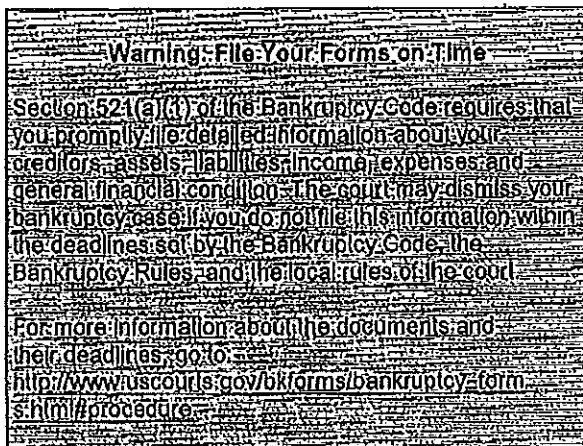 Warning: File Your Forms on Time
Section 521(a)(1) of the Bankruptcy Code requires that
you promptly file detailed information about your
creditors, assets, liabilities, income, expenses and
general financial condition. The court may dismiss your
bankruptcy case if you do not file this information within
the deadlines set by the Bankruptcy Code, the
Bankruptcy Rules, and the local rules of the court.
For more information about the documents and
their deadlines, go to:
http://www.uscourts.gov/bkforms/bankruptcy_form
s.html#procedure.